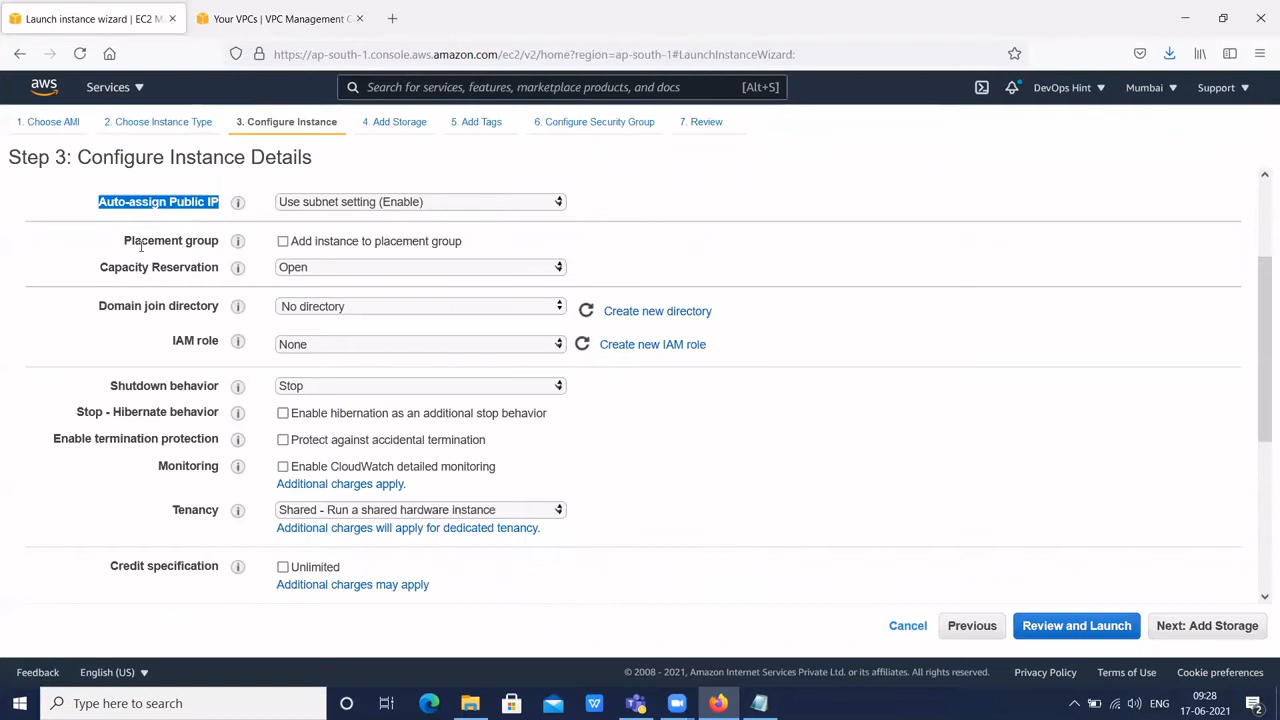 Launch instance wizard | EC2 M
Your VPCs | VPC Management C
https://ap-south-1.console.aws.amazon.com/ec2/v2/home?region=ap-south-1#LaunchInstanceWizard:
aws
Services
Search for services, features, marketplace products, and docs
[Alt+S]
DevOps Hint
Mumbai
Support
1. Choose AMI
2. Choose Instance Type
3. Configure Instance
4. Add Storage
5. Add Tags
6. Configure Security Group
7. Review
Step 3: Configure Instance Details
Auto-assign Public IP
Use subnet setting (Enable)
Placement group
Add instance to placement group
Capacity Reservation
Open
Domain join directory
No directory
Create new directory
IAM role
None
Create new IAM role
Shutdown behavior
Stop
Stop - Hibernate behavior
Enable hibernation as an additional stop behavior
Enable termination protection
Protect against accidental termination
Monitoring
Enable CloudWatch detailed monitoring
Additional charges apply.
Tenancy
Shared - Run a shared hardware instance
Additional charges will apply for dedicated tenancy.
Credit specification
Unlimited
Additional charges may apply
Cancel
Previous
Review and Launch
Next: Add Storage
Feedback
English (US)
© 2008 - 2021, Amazon Internet Services Private Ltd. or its affiliates. All rights reserved.
Privacy Policy
Terms of Use
Cookie preferences
Type here to search
ENG
09:28
17-06-2021
2